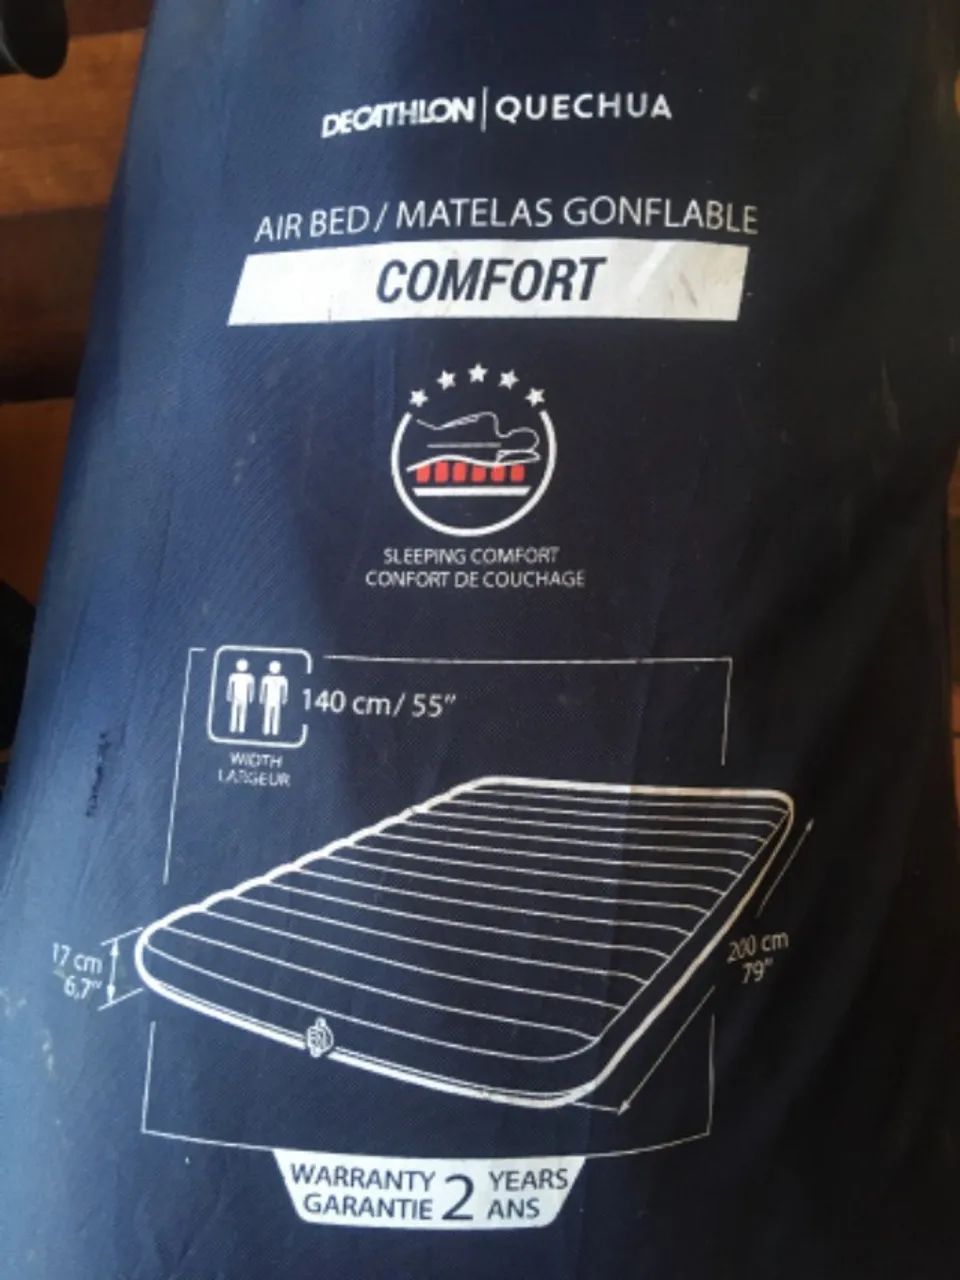 DECATHLON | QUECHUA
AIR BED / MATELAS GONFLABLE
COMFORT
SLEEPING COMFORT
CONFORT DE COUCHAGE
140 cm / 55"
WIDTH
LARGEUR
17 cm
6,7"
200 cm
79"
WARRANTY 2 YEARS
GARANTIE ANS